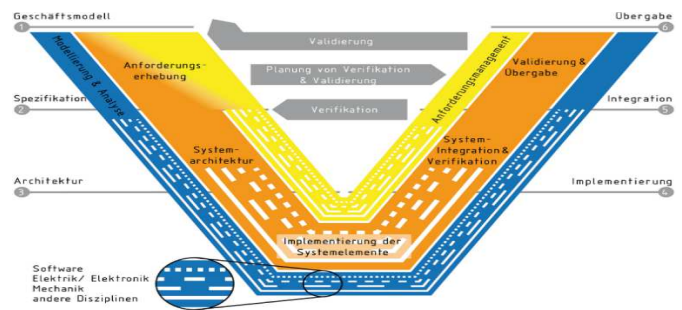 Geschäftsmodell
Übergabe
1
6
Validierung
Modellierung & Analyse
Anforderungs-
erhebung
Planung von Verifikation
& Validierung
Anforderungsmanagement
Validierung &
Übergabe
Spezifikation
2
Verifikation
Integration
5
System-
architektur
System-
Integration &
Verifikation
Architektur
3
Implementierung
4
Implementierung der
Systemelemente
Software
Elektrik/ Elektronik
Mechanik
andere Disziplinen